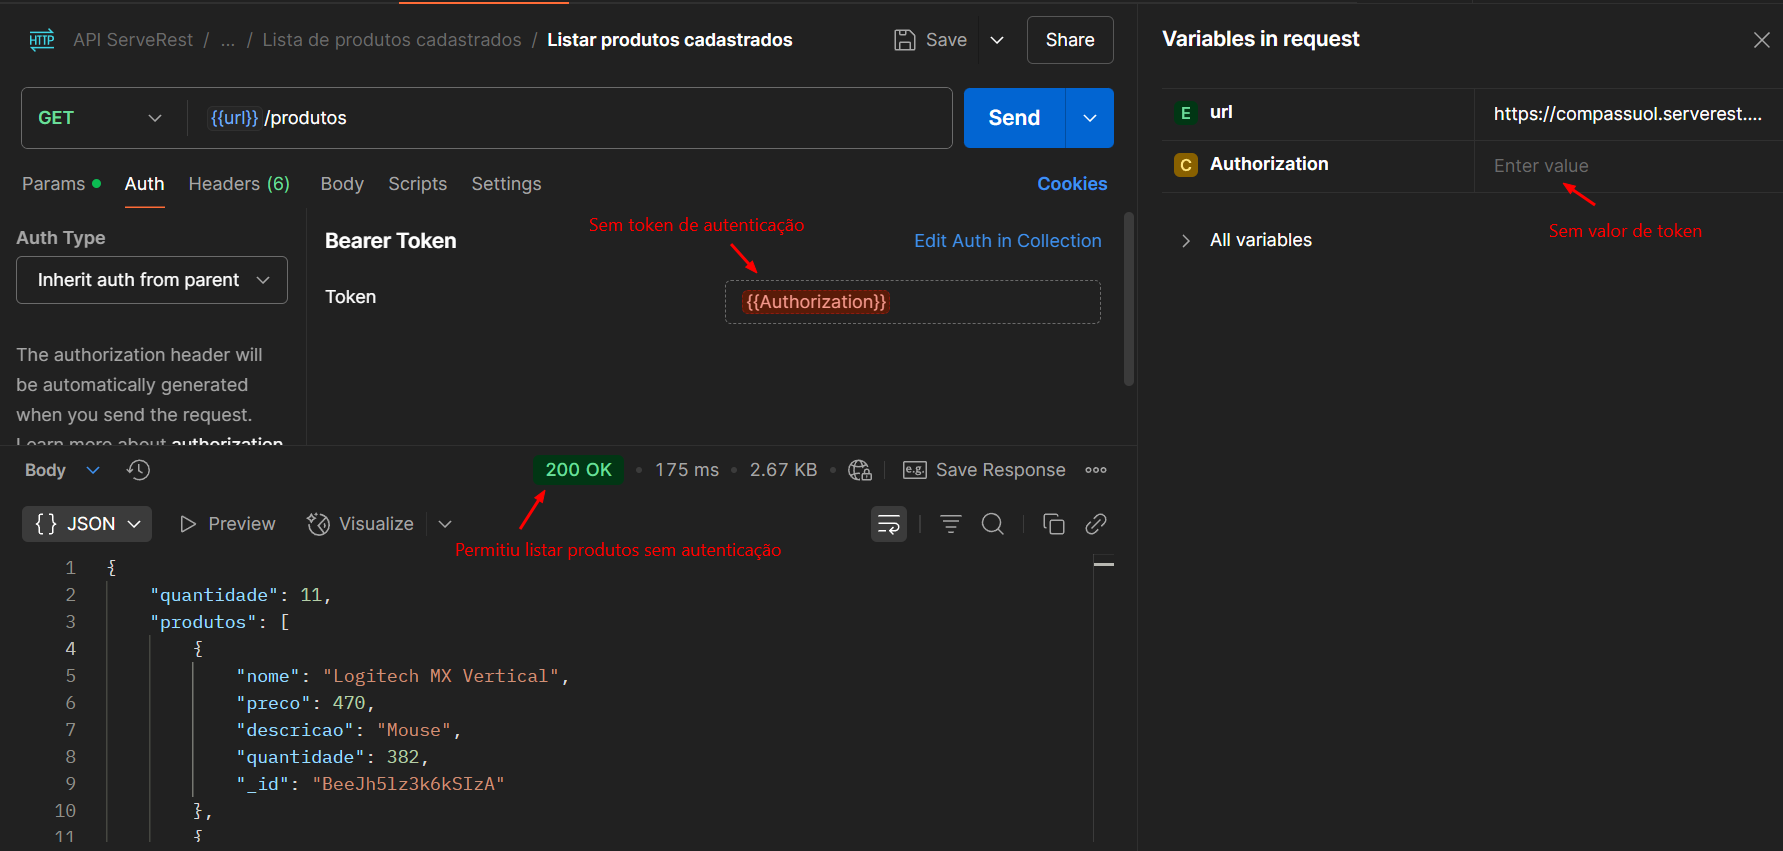 HTTP API ServeRest / ... / Lista de produtos cadastrados / Listar produtos cadastrados Save Share
GET {{url}} /produtos Send
Params Auth Headers (6) Body Scripts Settings Cookies
Auth Type
Inherit auth from parent
The authorization header will
be automatically generated
when you send the request.
Learn more about authorization
Bearer Token
Sem token de autenticação
Edit Auth in Collection
Token
{{Authorization}}
Variables in request
E url https://compassuol.serverest....
C Authorization Enter value
Sem valor de token
All variables
Body 200 OK 175 ms 2.67 KB e.g. Save Response
{} JSON Preview Visualize
Permitiu listar produtos sem autenticação
1 {
2 "quantidade": 11,
3 "produtos": [
4 {
5 "nome": "Logitech MX Vertical",
6 "preco": 470,
7 "descricao": "Mouse",
8 "quantidade": 382,
9 "_id": "BeeJh5lz3k6kSIzA"
10 },
11 {